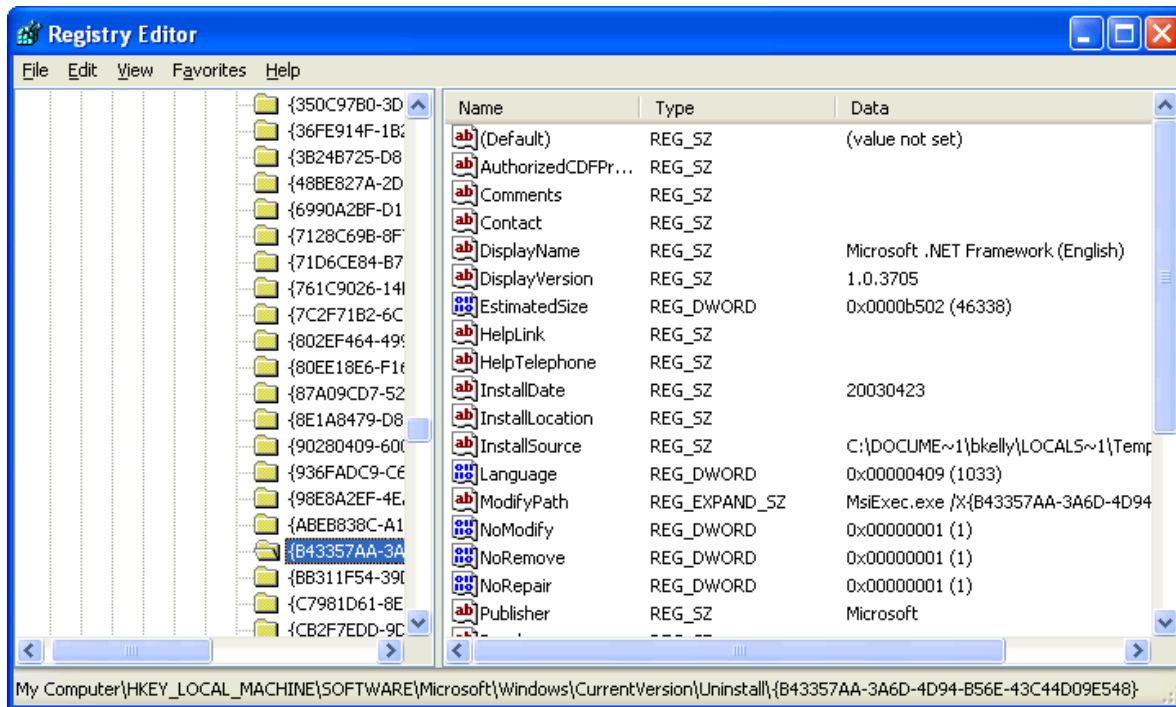 Registry Editor
File Edit View Favorites Help
{350C97B0-3D
{36FE914F-1B2
{3B24B725-D8
{48BE827A-2D
{6990A2BF-D1
{7128C69B-8F
{71D6CE84-B7
{761C9026-14
{7C2F71B2-6C
{802EF464-499
{80EE18E6-F16
{87A09CD7-52
{8E1A8479-D8
{90280409-600
{936FADC9-C6
{98E8A2EF-4E
{ABEB838C-A1
{B43357AA-3A
{BB311F54-39
{C7981D61-8E
{CB2F7EDD-9D
Name Type Data
(Default) REG_SZ (value not set)
AuthorizedCDFPr... REG_SZ
Comments REG_SZ
Contact REG_SZ
DisplayName REG_SZ Microsoft .NET Framework (English)
DisplayVersion REG_SZ 1.0.3705
EstimatedSize REG_DWORD 0x0000b502 (46338)
HelpLink REG_SZ
HelpTelephone REG_SZ
InstallDate REG_SZ 20030423
InstallLocation REG_SZ
InstallSource REG_SZ C:\DOCUME~1\bkelly\LOCALS~1\Temp
Language REG_DWORD 0x00000409 (1033)
ModifyPath REG_EXPAND_SZ MsiExec.exe /X{B43357AA-3A6D-4D94
NoModify REG_DWORD 0x00000001 (1)
NoRemove REG_DWORD 0x00000001 (1)
NoRepair REG_DWORD 0x00000001 (1)
Publisher REG_SZ Microsoft
My Computer\HKEY_LOCAL_MACHINE\SOFTWARE\Microsoft\Windows\CurrentVersion\Uninstall\{B43357AA-3A6D-4D94-B56E-43C44D09E548}